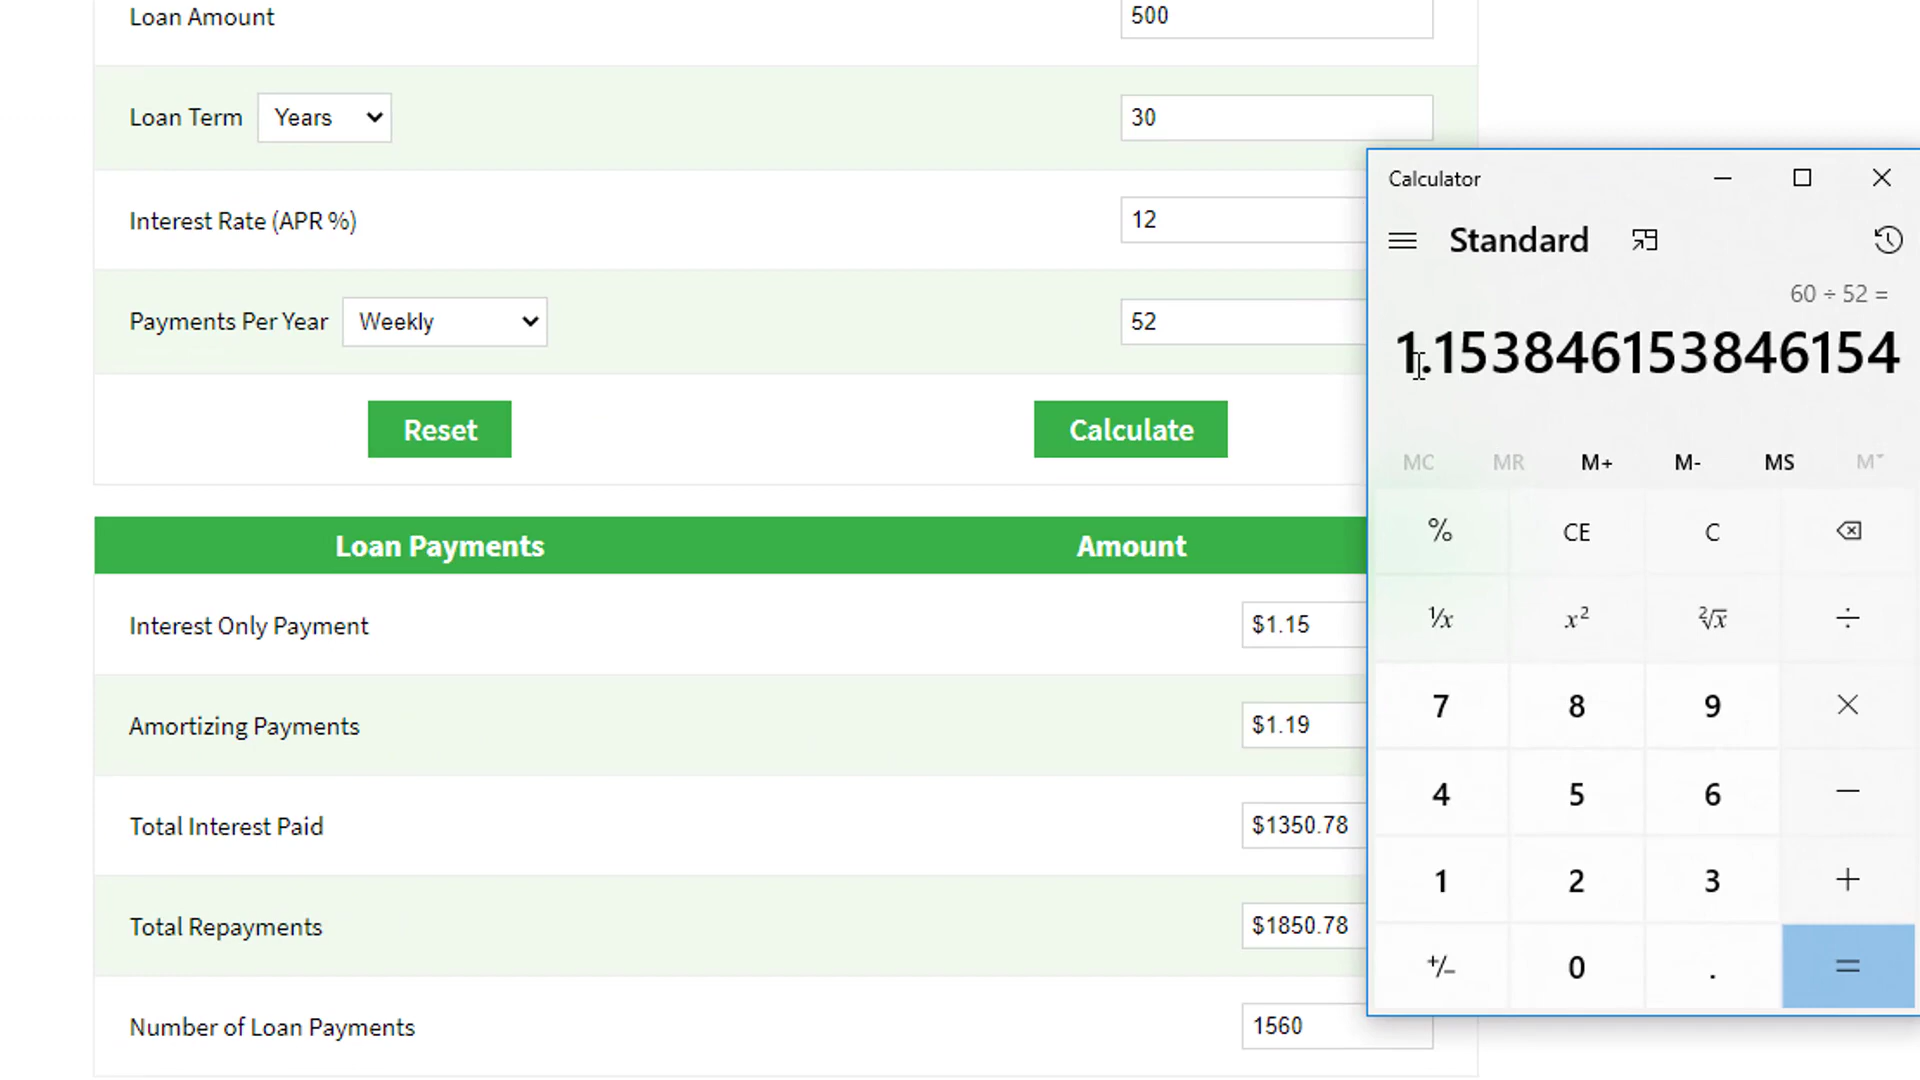 Loan Amount 500
Loan Term Years 30
Interest Rate (APR %) 12
Payments Per Year Weekly 52
Reset Calculate
Loan Payments Amount
Interest Only Payment $1.15
Amortizing Payments $1.19
Total Interest Paid $1350.78
Total Repayments $1850.78
Number of Loan Payments 1560
Calculator
Standard
60 ÷ 52 =
1.153846153846154
MC MR M+ M- MS M˅
% CE C
¹/x x² ²√x ÷
7 8 9 ×
4 5 6 −
1 2 3 +
+/− 0 . =